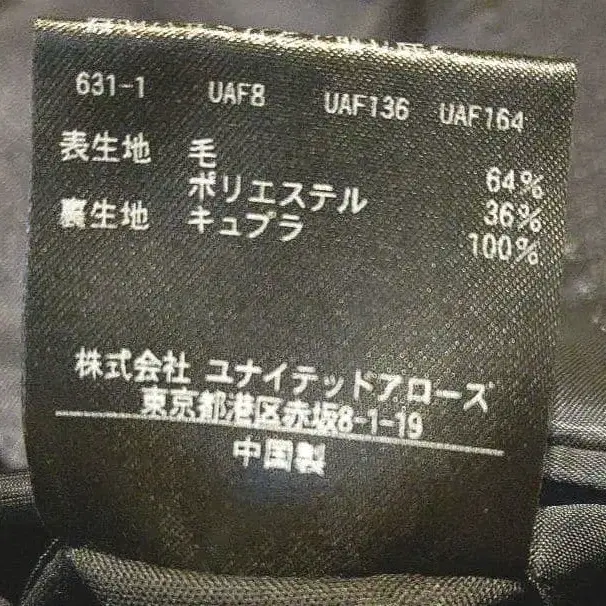 631-1 UAF8 UAF136 UAF164
表生地 毛 64%
ポリエステル 36%
裏生地 キュプラ 100%
株式会社 ユナイテッドアローズ
東京都港区赤坂8-1-19
中国製